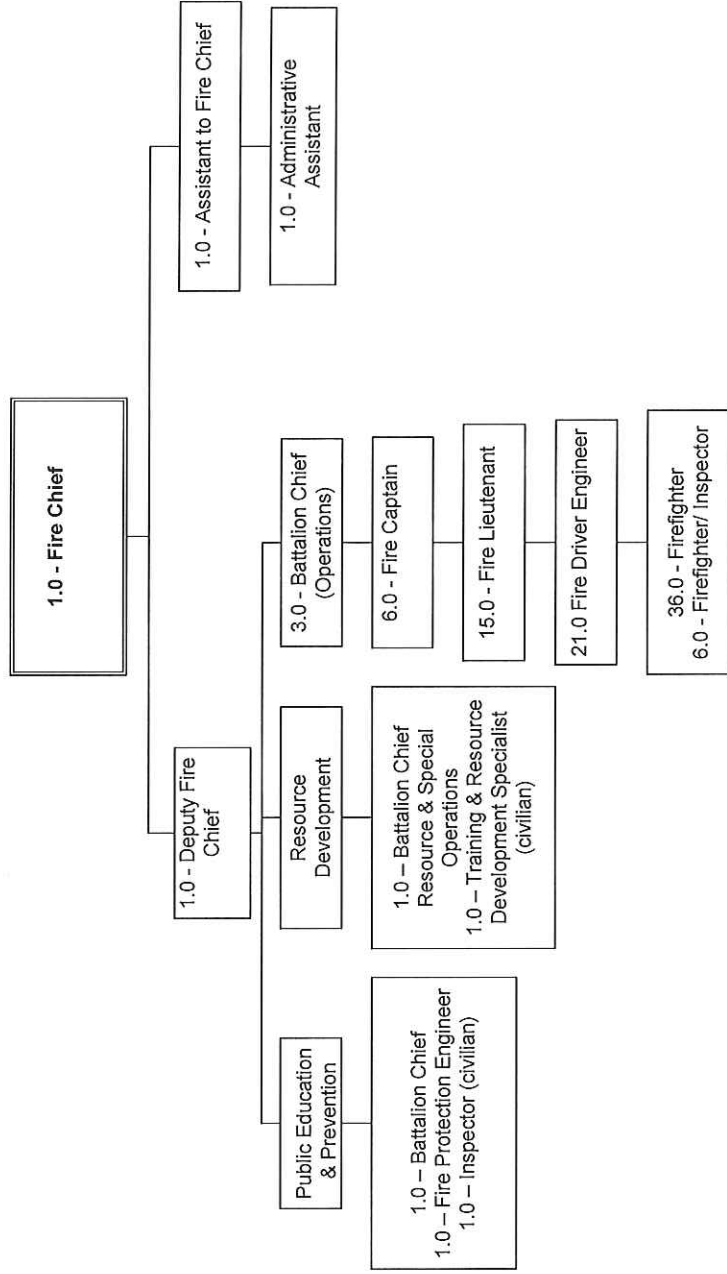 1.0 - Fire Chief
1.0 - Deputy Fire
Chief
1.0 - Assistant to Fire Chief
1.0 - Administrative
Assistant
Public Education
& Prevention
1.0 – Battalion Chief
1.0 – Fire Protection Engineer
1.0 – Inspector (civilian)
Resource
Development
1.0 – Battalion Chief
Resource & Special
Operations
1.0 – Training & Resource
Development Specialist
(civilian)
3.0 - Battalion Chief
(Operations)
6.0 - Fire Captain
15.0 - Fire Lieutenant
21.0 Fire Driver Engineer
36.0 - Firefighter
6.0 - Firefighter/ Inspector